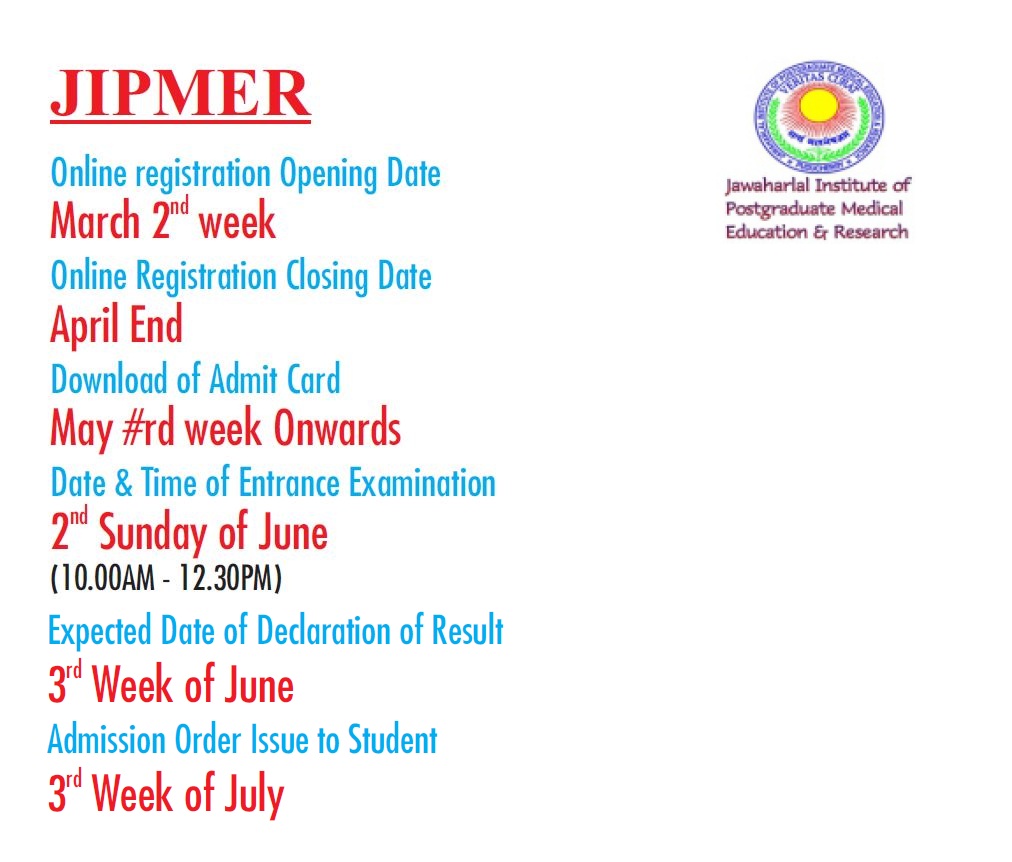 JIPMER
Online registration Opening Date
March 2nd week
Online Registration Closing Date
April End
Download of Admit Card
May #rd week Onwards
Date & Time of Entrance Examination
2nd Sunday of June
(10.00AM - 12.30PM)
Expected Date of Declaration of Result
3rd Week of June
Admission Order Issue to Student
3rd Week of July
VERITAS CURAT
Jawaharlal Institute of
Postgraduate Medical
Education & Research